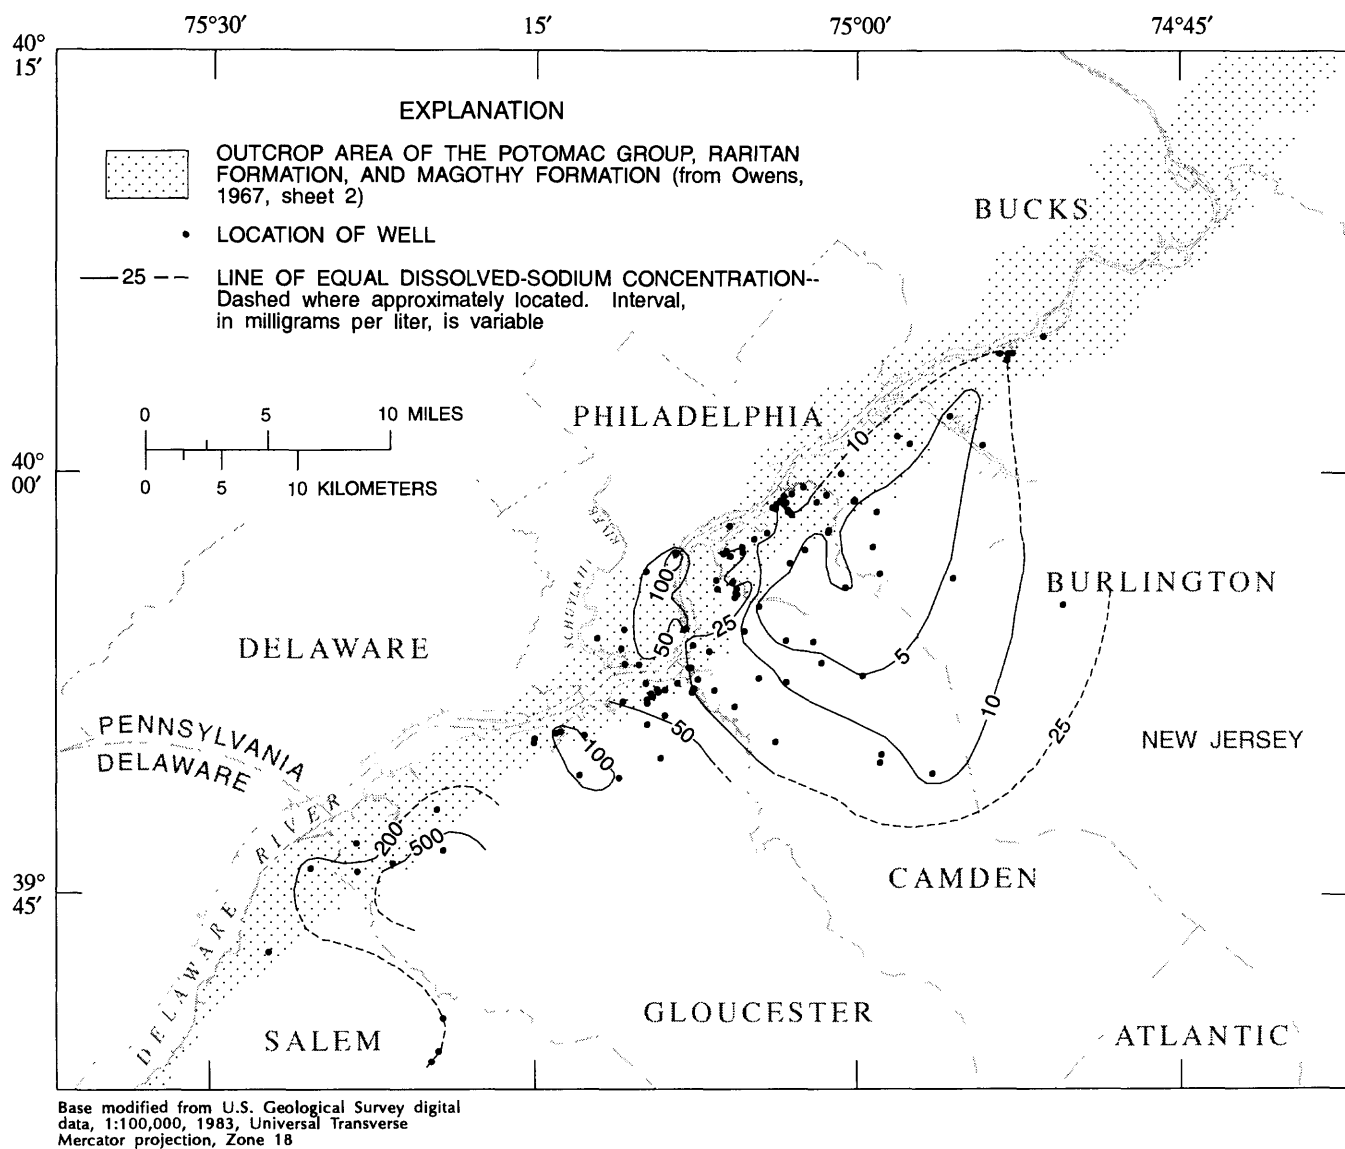 75°30′ 15′ 75°00′ 74°45′
40°
15′
EXPLANATION
OUTCROP AREA OF THE POTOMAC GROUP, RARITAN
FORMATION, AND MAGOTHY FORMATION (from Owens,
1967, sheet 2)
LOCATION OF WELL
25
LINE OF EQUAL DISSOLVED-SODIUM CONCENTRATION--
Dashed where approximately located. Interval,
in milligrams per liter, is variable
BUCKS
0 5 10 MILES
0 5 10 KILOMETERS
PHILADELPHIA
10
40°
00′
SCHUYLKILL RIVER
100
50
25
5
10
25
BURLINGTON
DELAWARE
PENNSYLVANIA
DELAWARE
50
100
NEW JERSEY
DELAWARE RIVER
200
500
CAMDEN
39°
45′
GLOUCESTER
SALEM
ATLANTIC
Base modified from U.S. Geological Survey digital
data, 1:100,000, 1983, Universal Transverse
Mercator projection, Zone 18